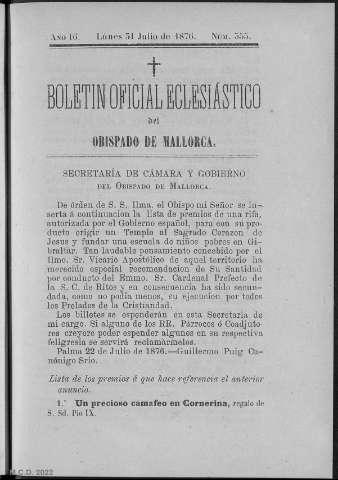 Año 16. Lunes 31 Julio de 1876. Núm. 555.
BOLETIN OFICIAL ECLESIÁSTICO
del
OBISPADO DE MALLORCA.
SECRETARÍA DE CÁMARA Y GOBIERNO
DEL OBISPADO DE MALLORCA.
De órden de S. S. Ilma. el Obispo mi Señor se in-
serta á continuacion la lista de premios de una rifa,
autorizada por el Gobierno español, para con su pro-
ducto erigir un Templo al Sagrado Corazon de
Jesus y fundar una escuela de niños pobres en Gi-
braltar. Tan laudable pensamiento concebido por el
Ilmo. Sr. Vicario Apostólico de aquel territorio ha
merecido especial recomendacion de Su Santidad
por conducto del Emmo. Sr. Cardenal Prefecto de
la S. C. de Ritos y en consecuencia ha sido secun-
dada, como no podia menos, su ejecucion por todos
los Prelados de la Cristiandad.
Los billetes se espenderán en esta Secretaría de
mi cargo. Si alguno de los RR. Párrocos ó Coadjuto-
res creyere poder espender algunos en su respectiva
feligresía se servirá reclamármelos.
Palma 22 de Julio de 1876.—Guillermo Puig Ca-
nónigo Srio.
Lista de los premios á que hace referencia el anterior
anuncio.
1.° Un precioso camafeo en Cornerina, regalo de
S. Sd. Pio IX.
M.C.D. 2022